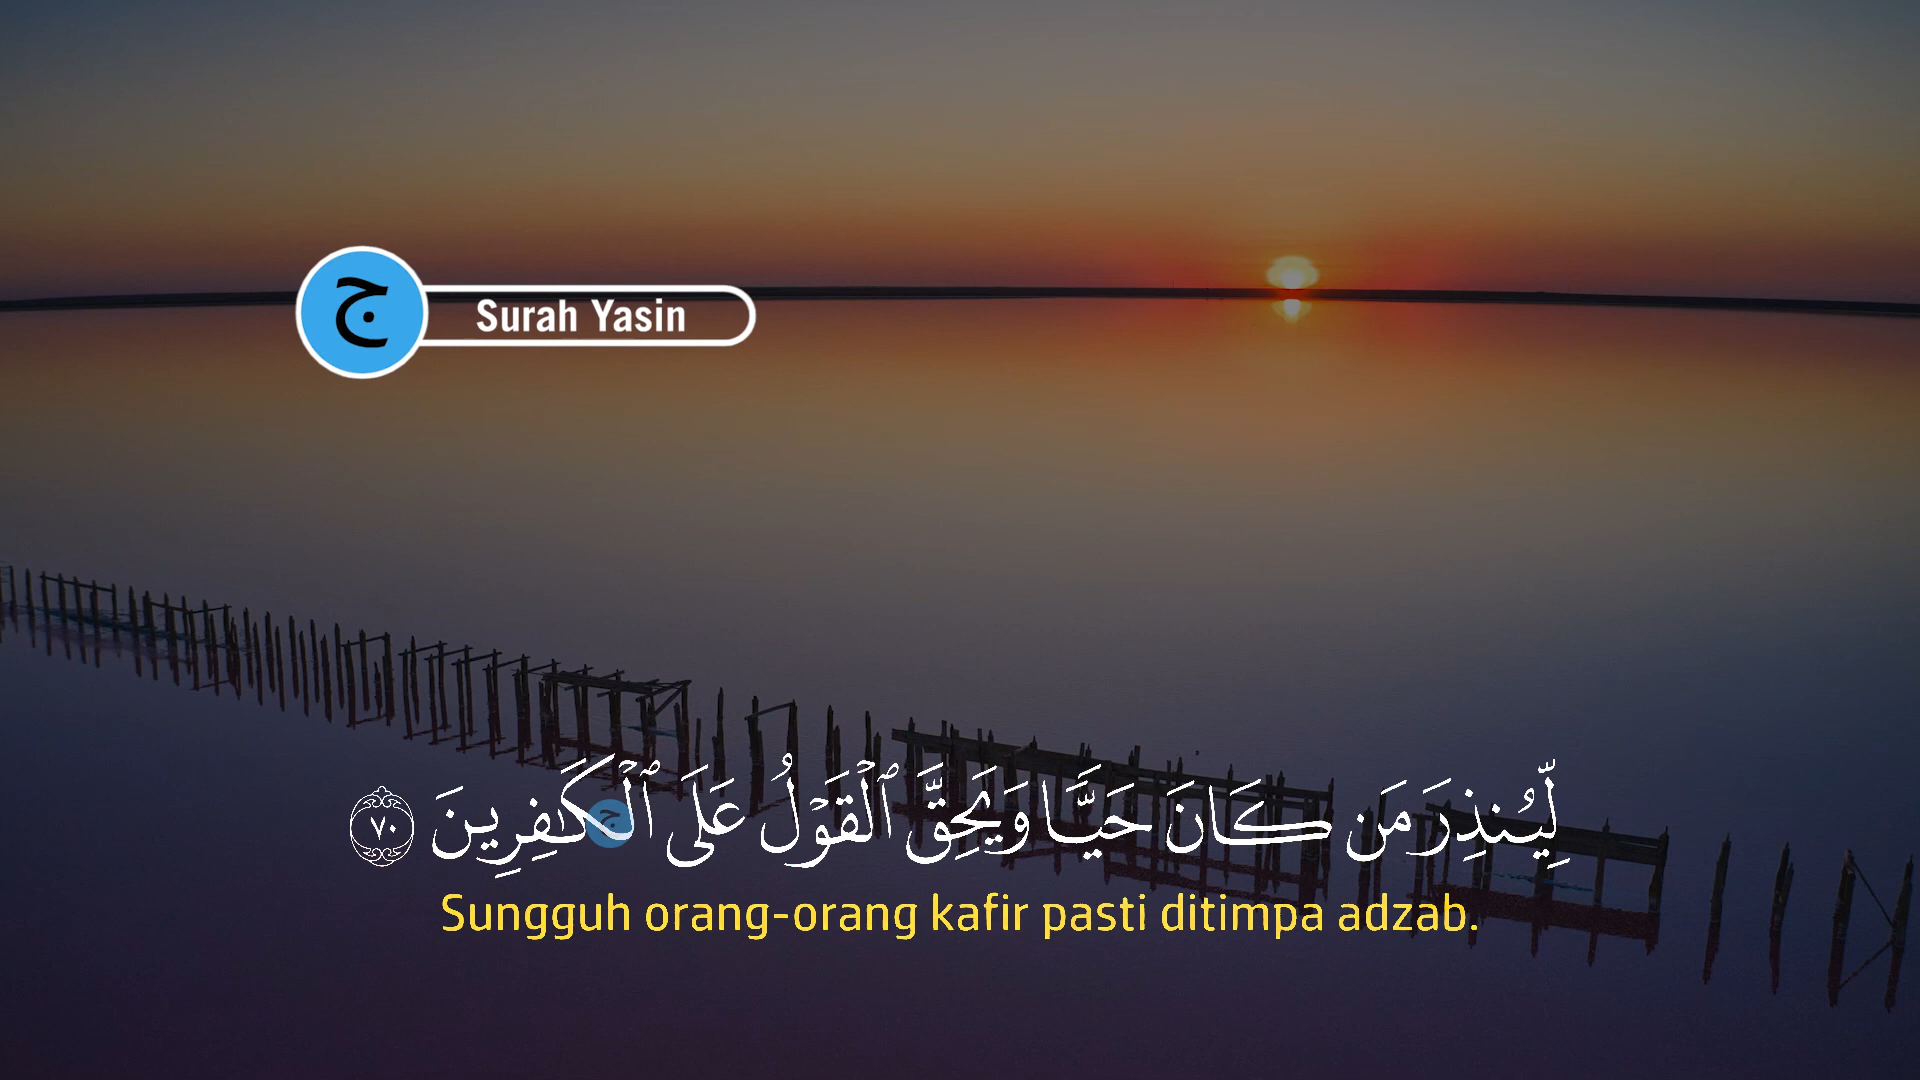 ج
Surah Yasin
لِّيُنذِرَ مَن كَانَ حَيًّا وَيَحِقَّ ٱلْقَوْلُ عَلَى ٱلْكَٰفِرِينَ ٧٠
ج
Sungguh orang-orang kafir pasti ditimpa adzab.